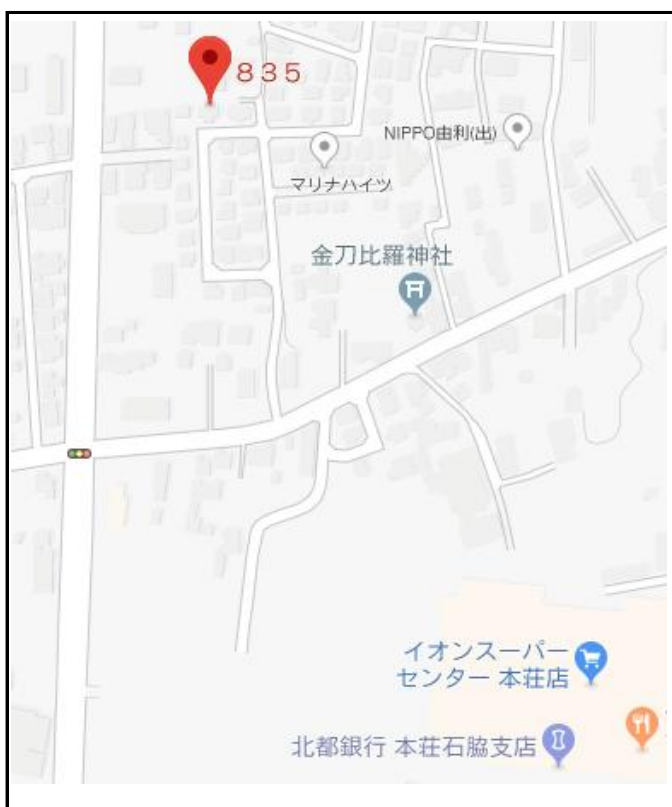 835
NIPPO由利(出)
マリナハイツ
金刀比羅神社
イオンスーパー
センター 本荘店
北都銀行 本荘石脇支店